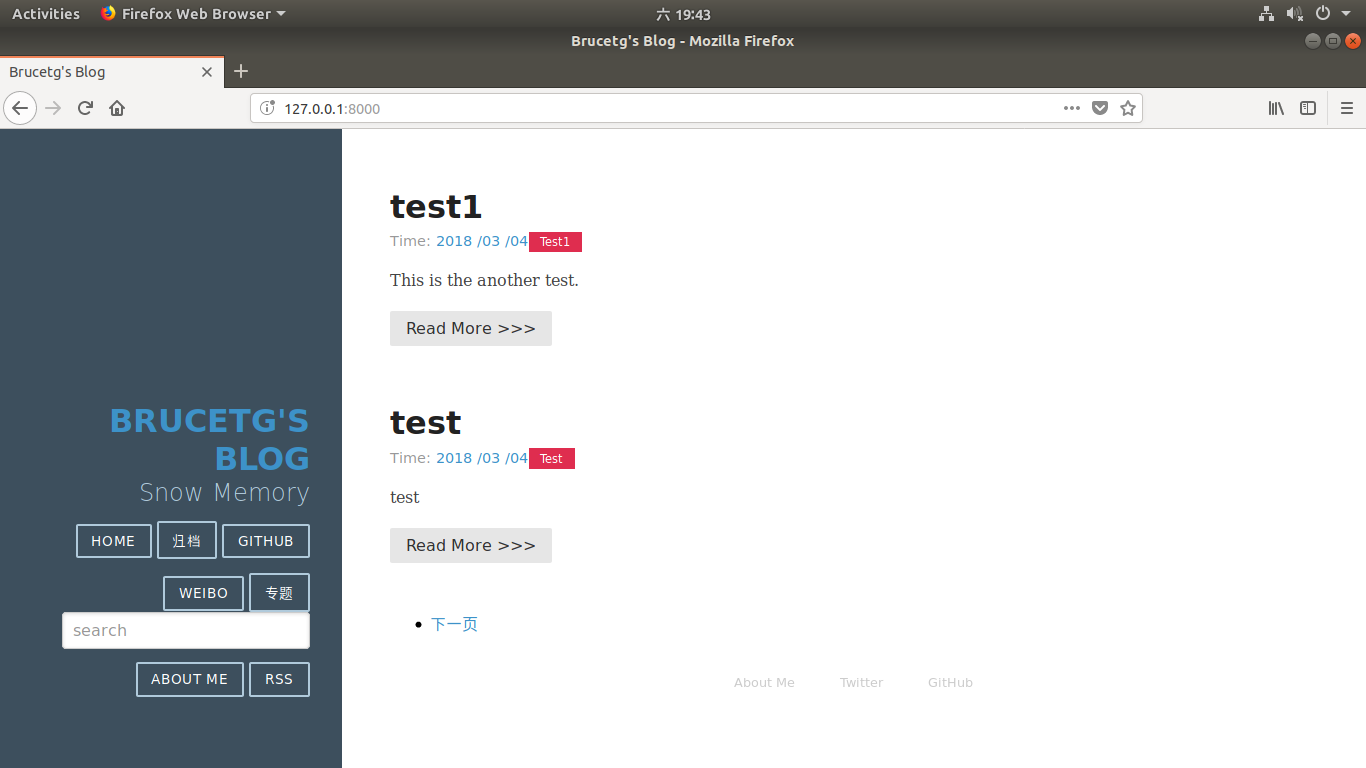 Activities Firefox Web Browser 六 19:43
Brucetg's Blog - Mozilla Firefox
Brucetg's Blog
127.0.0.1:8000
BRUCETG'S
BLOG
Snow Memory
HOME 归档 GITHUB
WEIBO 专题
search
ABOUT ME RSS
test1
Time: 2018 /03 /04 Test1
This is the another test.
Read More >>>
test
Time: 2018 /03 /04 Test
test
Read More >>>
下一页
About Me Twitter GitHub